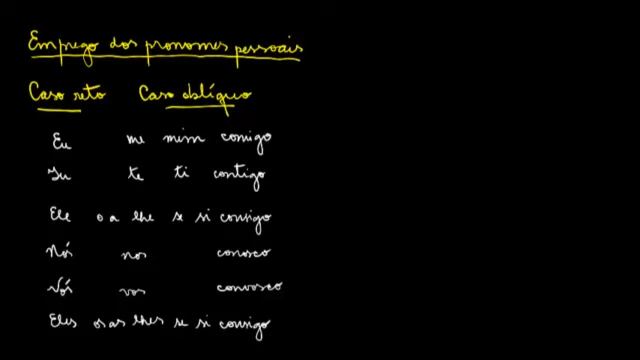 Emprego dos pronomes pessoais
Caso reto Caso oblíquo
Eu me mim comigo
Tu te ti contigo
Ele o a lhe se si consigo
Nós nos conosco
Vós vos convosco
Eles os as lhes se si consigo